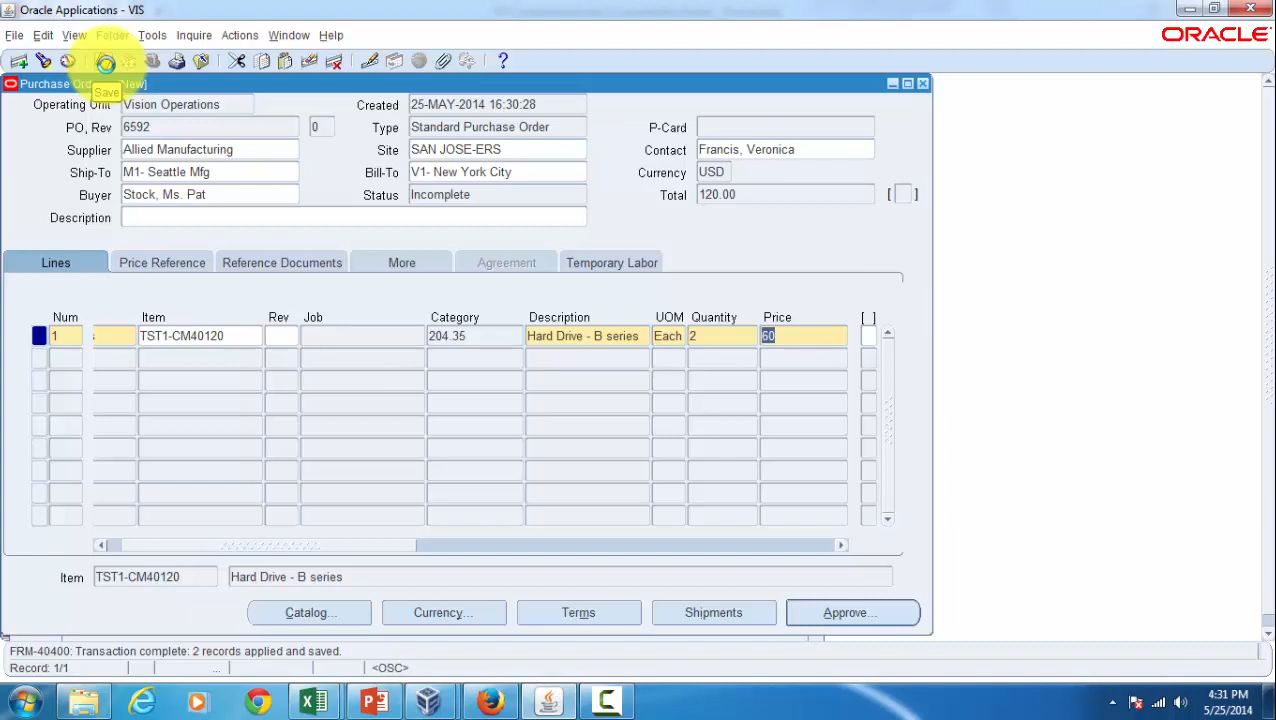 Oracle Applications - VIS
File Edit View Folder Tools Inquire Actions Window Help
ORACLE
?
Save
New]
Operating Unit Vision Operations Created 25-MAY-2014 16:30:28
PO, Rev 6592 0 Type Standard Purchase Order P-Card
Supplier Allied Manufacturing Site SAN JOSE-ERS Contact Francis, Veronica
Ship-To M1- Seattle Mfg Bill-To V1- New York City Currency USD
Buyer Stock, Ms. Pat Status Incomplete Total 120.00 [ ]
Description
Lines Price Reference Reference Documents More Agreement Temporary Labor
Num Item Rev Job Category Description UOM Quantity Price [ ]
1 TST1-CM40120 204.35 Hard Drive - B series Each 2 60
Item TST1-CM40120 Hard Drive - B series
Catalog... Currency... Terms Shipments Approve...
FRM-40400: Transaction complete: 2 records applied and saved.
Record: 1/1 ... <OSC>
4:31 PM
5/25/2014